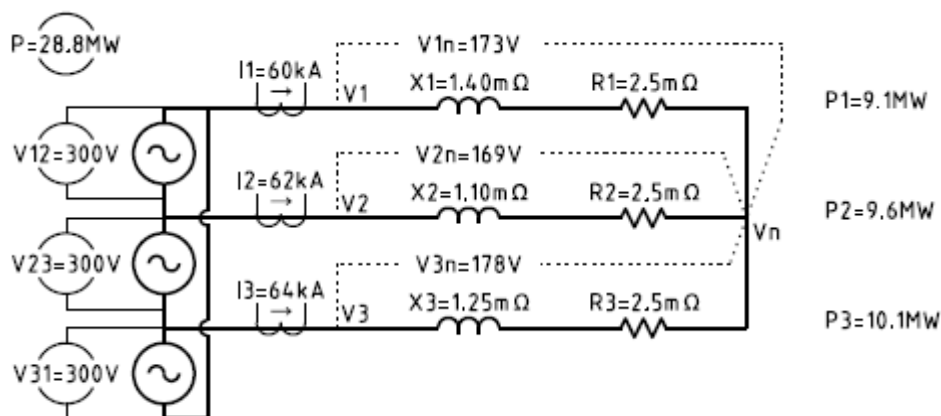 P=28.8MW
V1n=173V
I1=60kA
V1
X1=1.40mΩ
R1=2.5mΩ
P1=9.1MW
V12=300V
V2n=169V
I2=62kA
V2
X2=1.10mΩ
R2=2.5mΩ
P2=9.6MW
Vn
V23=300V
V3n=178V
I3=64kA
V3
X3=1.25mΩ
R3=2.5mΩ
P3=10.1MW
V31=300V